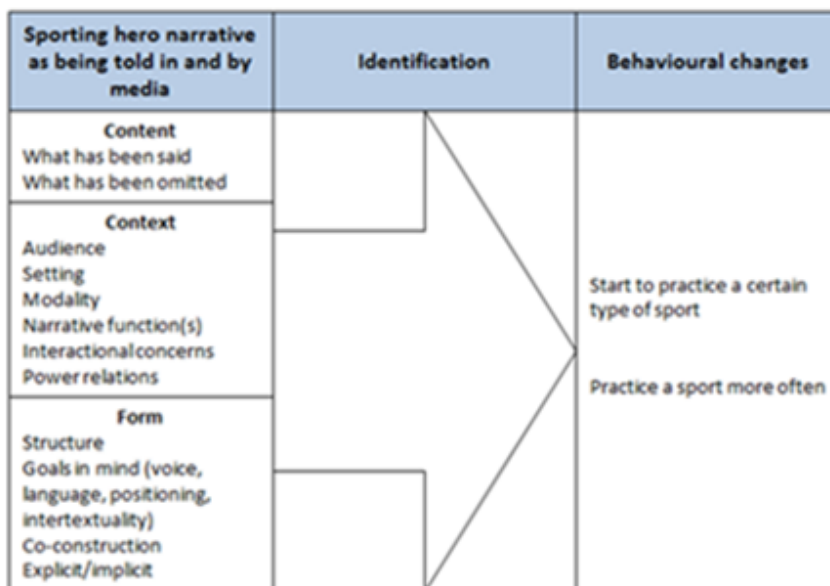 Sporting hero narrative
as being told in and by
media
Identification
Behavioural changes
Content
What has been said
What has been omitted
Context
Audience
Setting
Modality
Narrative function(s)
Interactional concerns
Power relations
Form
Structure
Goals in mind (voice,
language, positioning,
intertextuality)
Co-construction
Explicit/implicit
Start to practice a certain
type of sport
Practice a sport more often